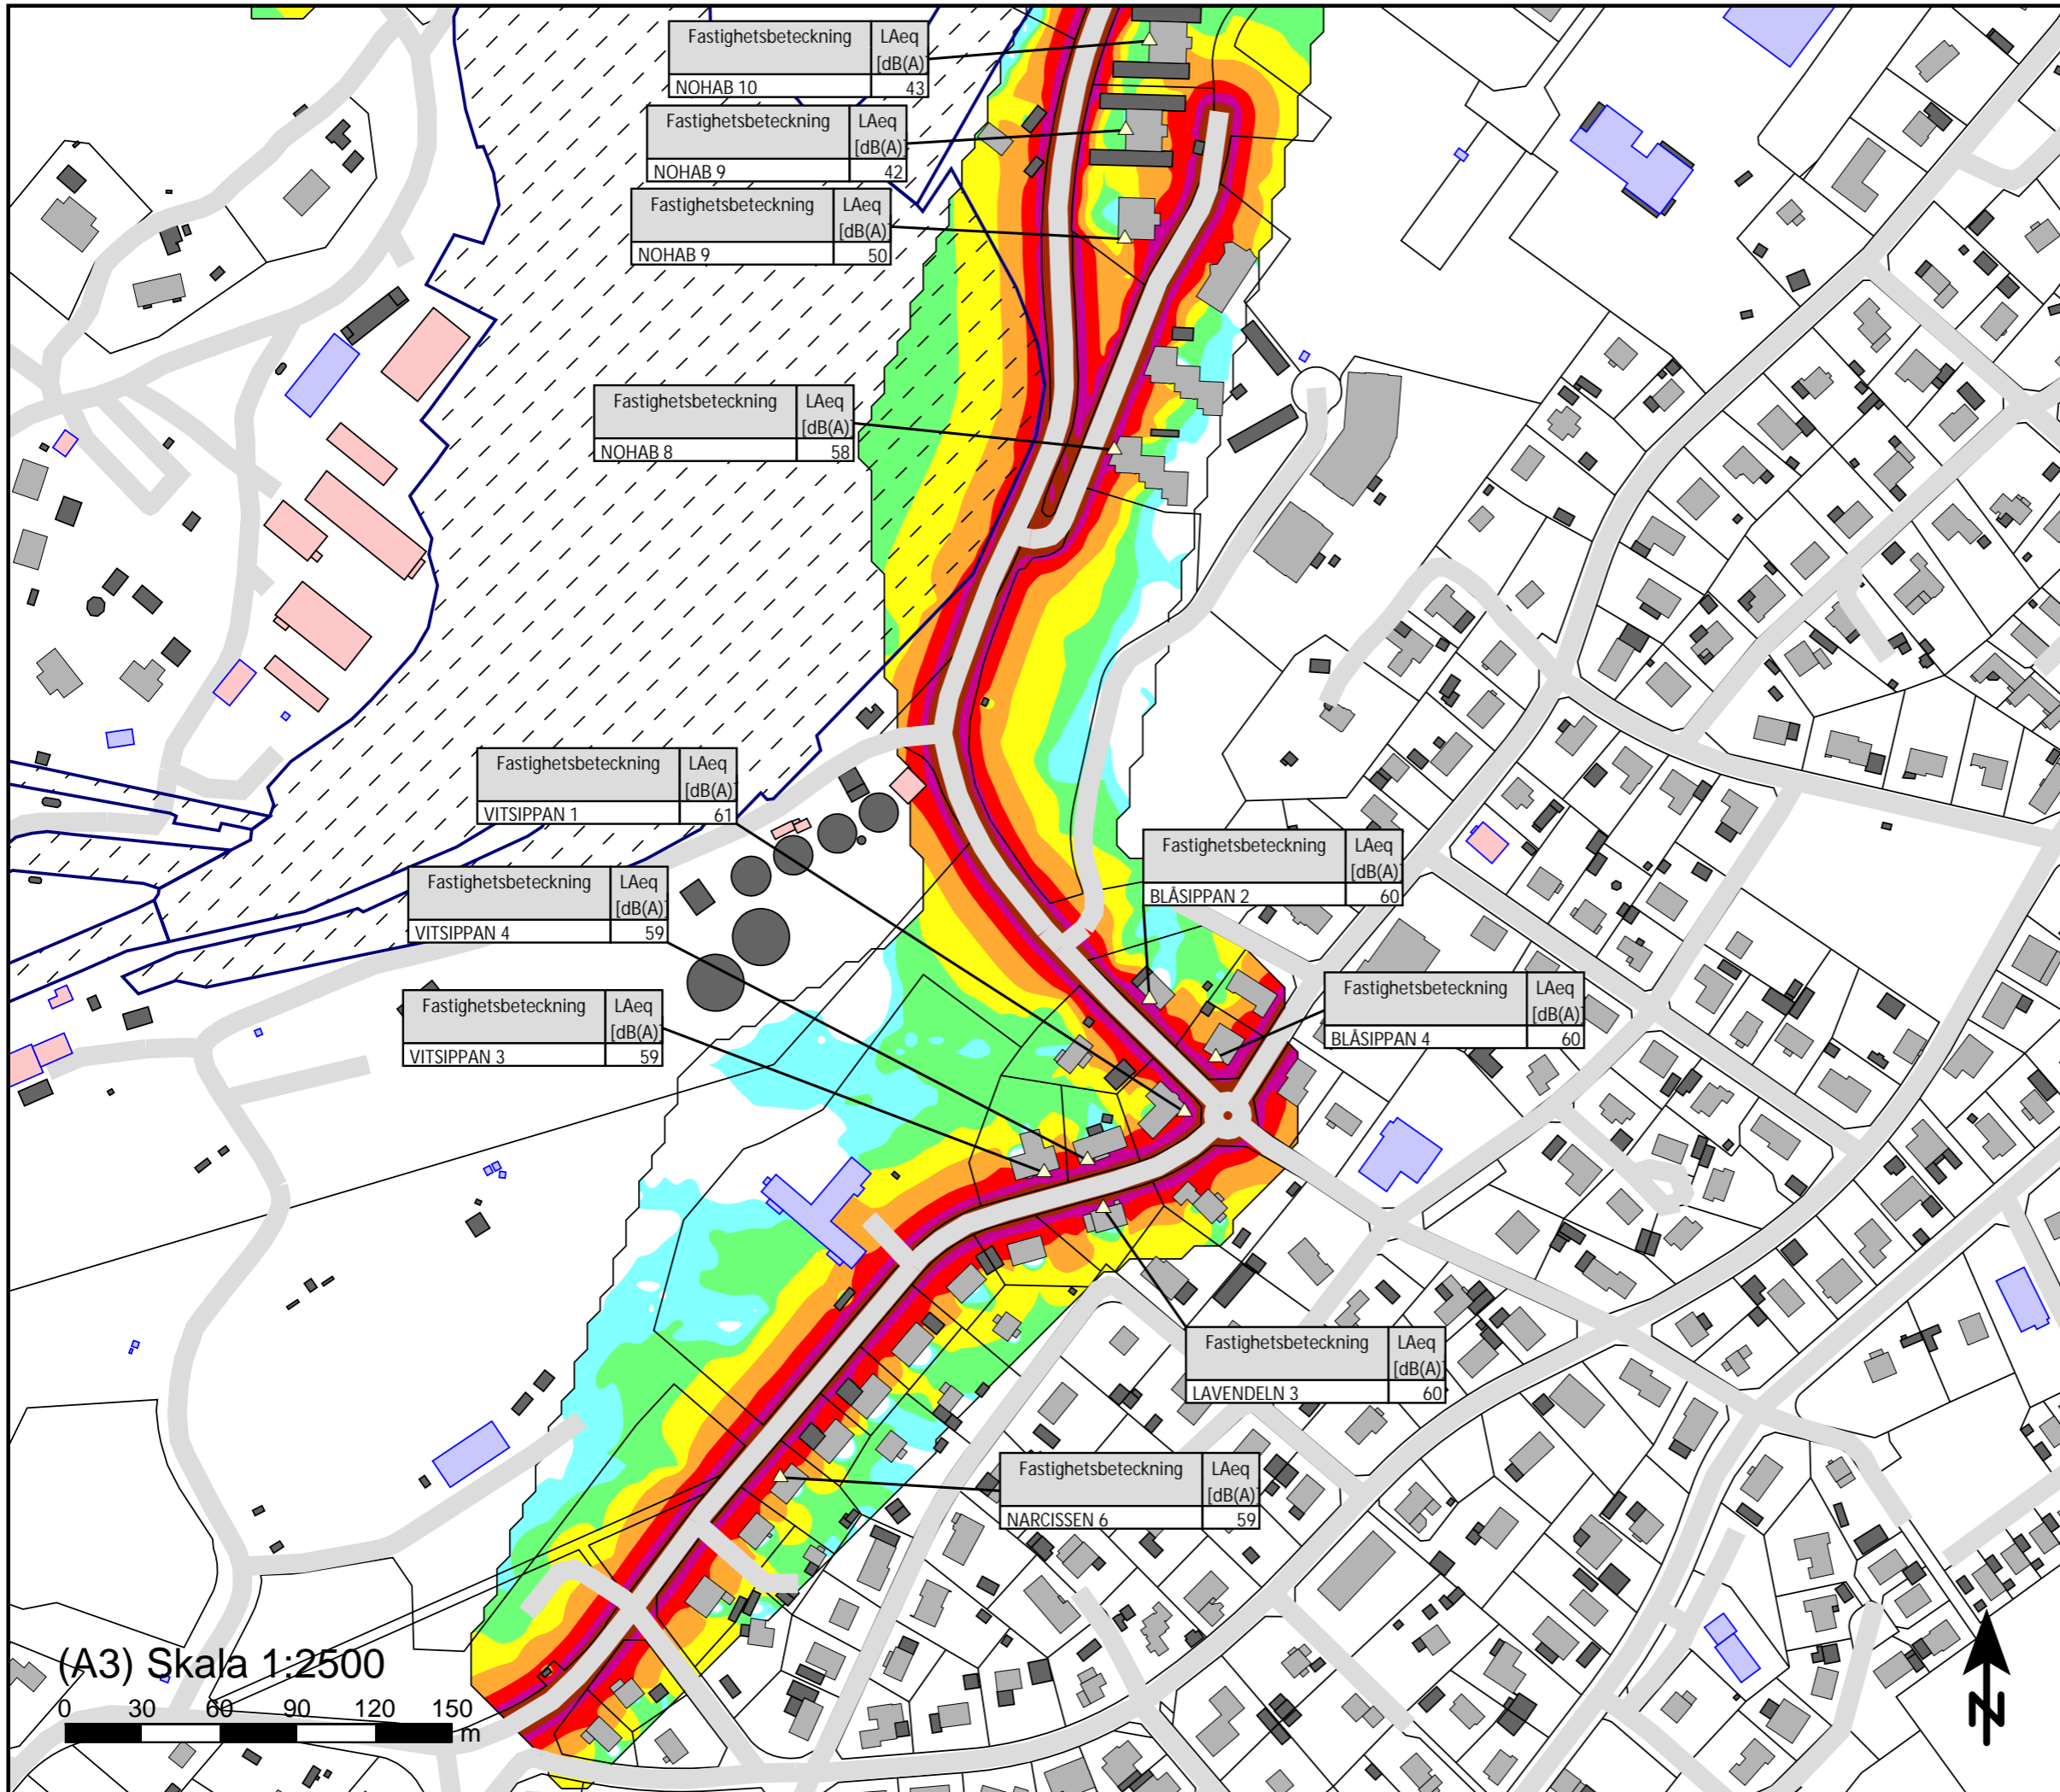 Fastighetsbeteckning LAeq
[dB(A)]
NOHAB 10 43
Fastighetsbeteckning LAeq
[dB(A)]
NOHAB 9 42
Fastighetsbeteckning LAeq
[dB(A)]
NOHAB 9 50
Fastighetsbeteckning LAeq
[dB(A)]
NOHAB 8 58
Fastighetsbeteckning LAeq
[dB(A)]
VITSIPPAN 1 61
Fastighetsbeteckning LAeq
[dB(A)]
BLÅSIPPAN 2 60
Fastighetsbeteckning LAeq
[dB(A)]
VITSIPPAN 4 59
Fastighetsbeteckning LAeq
[dB(A)]
BLÅSIPPAN 4 60
Fastighetsbeteckning LAeq
[dB(A)]
VITSIPPAN 3 59
Fastighetsbeteckning LAeq
[dB(A)]
LAVENDELN 3 60
Fastighetsbeteckning LAeq
[dB(A)]
NARCISSEN 6 59
(A3) Skala 1:2500
0 30 60 90 120 150
m
N